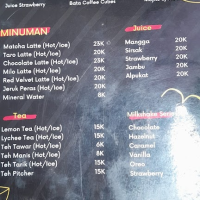 Juice Strawberry
Bata Coffee Cubes
MINUMAN
Matcha Latte (Hot/Ice) 23K
Taro Latte (Hot/Ice) 20K
Chocolate Latte (Hot/Ice) 23K
Milo Latte (Hot/Ice) 20K
Red Velvet Latte (Hot/Ice) 20K
Jeruk Peras (Hot/Ice) 20K
Mineral Water 8K
Juice
Mangga 20K
Sirsak 20K
Strawberry 20K
Jambu 20K
Alpukat 20K
Tea
Lemon Tea (Hot/Ice) 15K
Lychee Tea (Hot/Ice) 15K
Teh Tawar (Hot/Ice) 6K
Teh Manis (Hot/Ice) 8K
Teh Tarik (Hot/Ice) 15K
Teh Pitcher 15K
Milkshake
Chocolate
Hazelnut
Caramel
Vanilla
Oreo
Strawberry